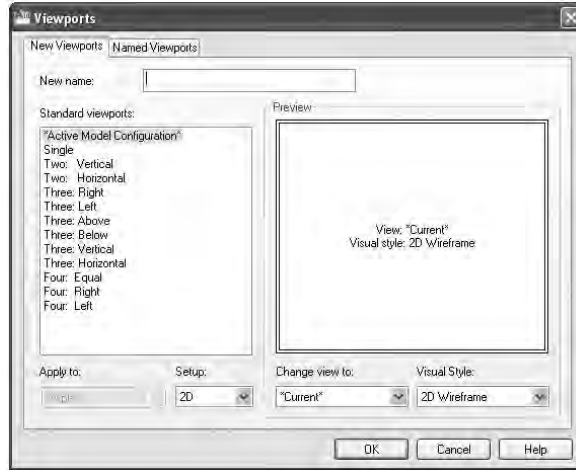 Viewports
New Viewports Named Viewports
New name:
Standard viewports:
*Active Model Configuration*
Single
Two: Vertical
Two: Horizontal
Three: Right
Three: Left
Three: Above
Three: Below
Three: Vertical
Three: Horizontal
Four: Equal
Four: Right
Four: Left
Preview
View: *Current*
Visual style: 2D Wireframe
Apply to: Setup: Change view to: Visual Style:
2D *Current* 2D Wireframe
OK Cancel Help